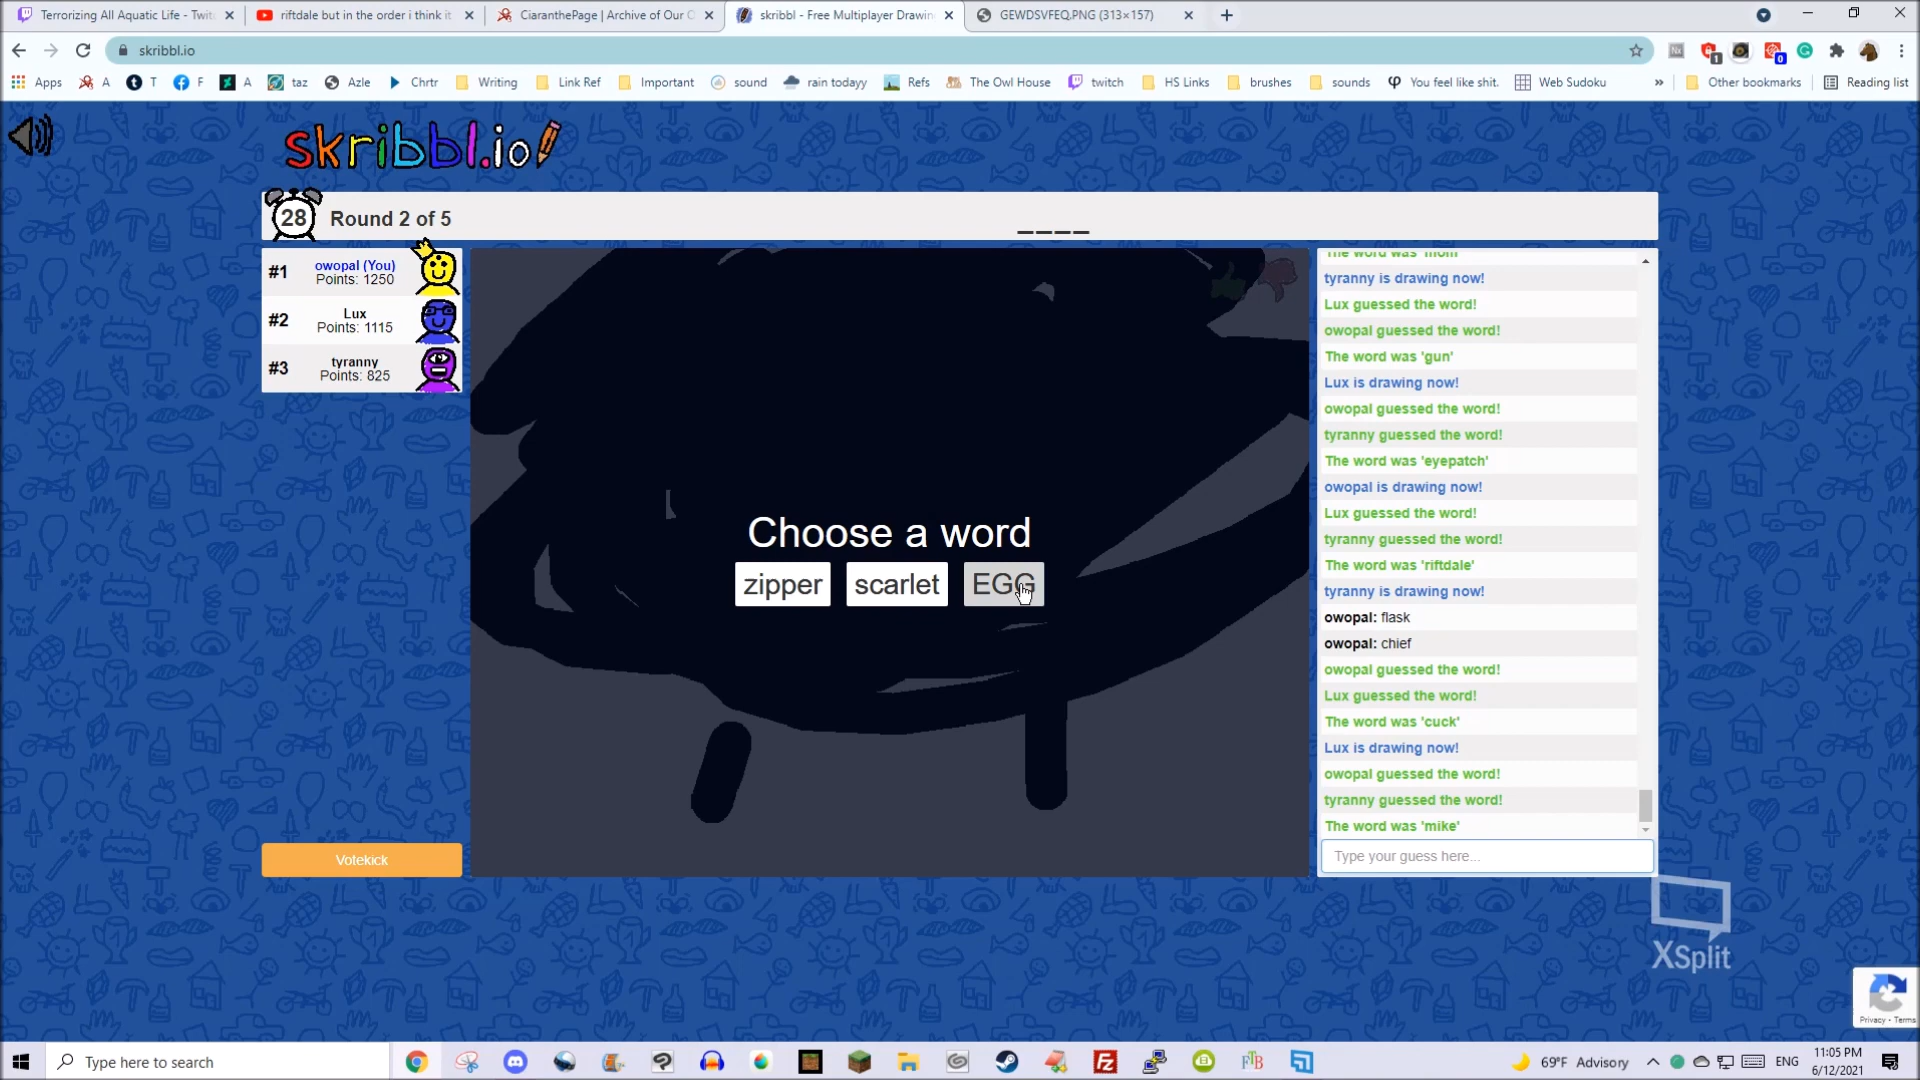 Terrorizing All Aquatic Life - Twit
riftdale but in the order i think it
CiaranthePage | Archive of Our O
skribbl - Free Multiplayer Drawin
GEWDSVFEQ.PNG (313×157)
skribbl.io
Apps
A
T
F
A
taz
Azle
Chrtr
Writing
Link Ref
Important
sound
rain todayy
Refs
The Owl House
twitch
HS Links
brushes
sounds
You feel like shit.
Web Sudoku
»
Other bookmarks
Reading list
skribbl.io
28
Round 2 of 5
_ _ _ _
#1
owopal (You)
Points: 1250
#2
Lux
Points: 1115
#3
tyranny
Points: 825
Votekick
Choose a word
zipper
scarlet
EGG
The word was 'mom'
tyranny is drawing now!
Lux guessed the word!
owopal guessed the word!
The word was 'gun'
Lux is drawing now!
owopal guessed the word!
tyranny guessed the word!
The word was 'eyepatch'
owopal is drawing now!
Lux guessed the word!
tyranny guessed the word!
The word was 'riftdale'
tyranny is drawing now!
owopal: flask
owopal: chief
owopal guessed the word!
Lux guessed the word!
The word was 'cuck'
Lux is drawing now!
owopal guessed the word!
tyranny guessed the word!
The word was 'mike'
Type your guess here...
XSplit
Privacy - Terms
Type here to search
69°F Advisory
ENG
11:05 PM
6/12/2021